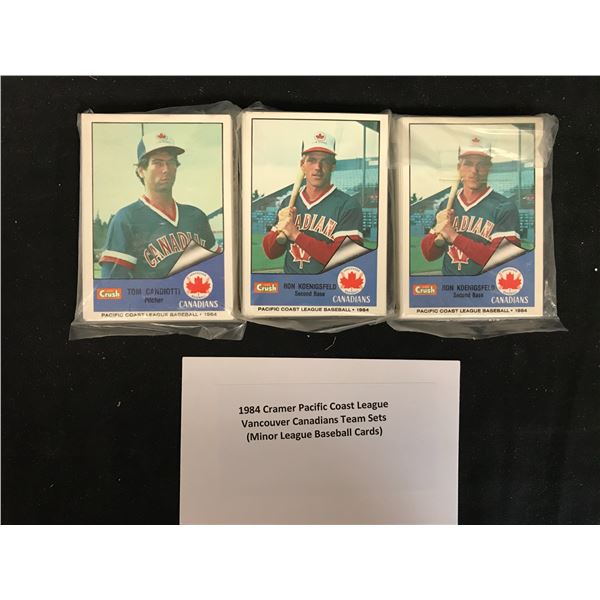 CANADIAN
Crush
TOM CANDIOTTI
Pitcher
CANADIANS
PACIFIC COAST LEAGUE BASEBALL • 1984
CANADIAN
Crush
RON KOENIGSFELD
Second Base
CANADIANS
PACIFIC COAST LEAGUE BASEBALL • 1984
CANADIAN
Crush
RON KOENIGSFELD
Second Base
CANADIANS
PACIFIC COAST LEAGUE BASEBALL • 1984
1984 Cramer Pacific Coast League
Vancouver Canadians Team Sets
(Minor League Baseball Cards)